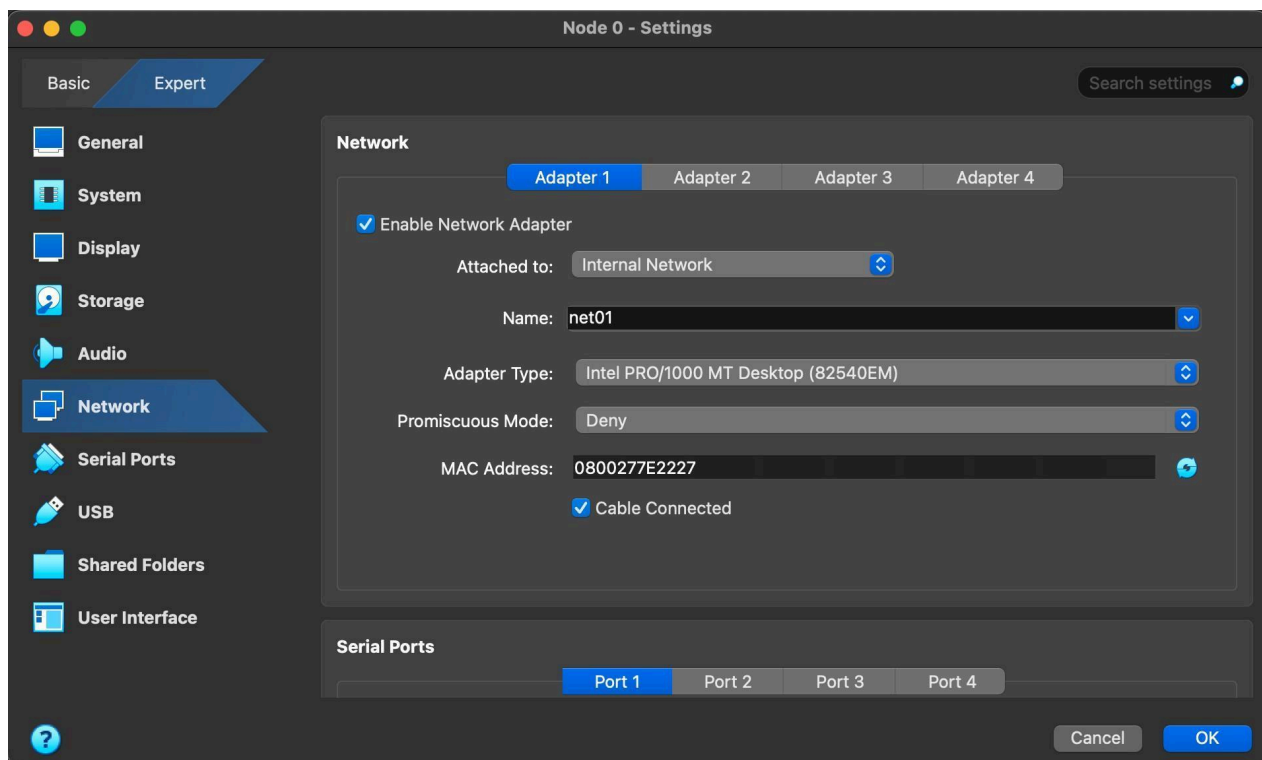 Node 0 - Settings
Basic Expert
Search settings
General
System
Display
Storage
Audio
Network
Serial Ports
USB
Shared Folders
User Interface
Network
Adapter 1 Adapter 2 Adapter 3 Adapter 4
Enable Network Adapter
Attached to: Internal Network
Name: net01
Adapter Type: Intel PRO/1000 MT Desktop (82540EM)
Promiscuous Mode: Deny
MAC Address: 0800277E2227
Cable Connected
Serial Ports
Port 1 Port 2 Port 3 Port 4
?
Cancel OK